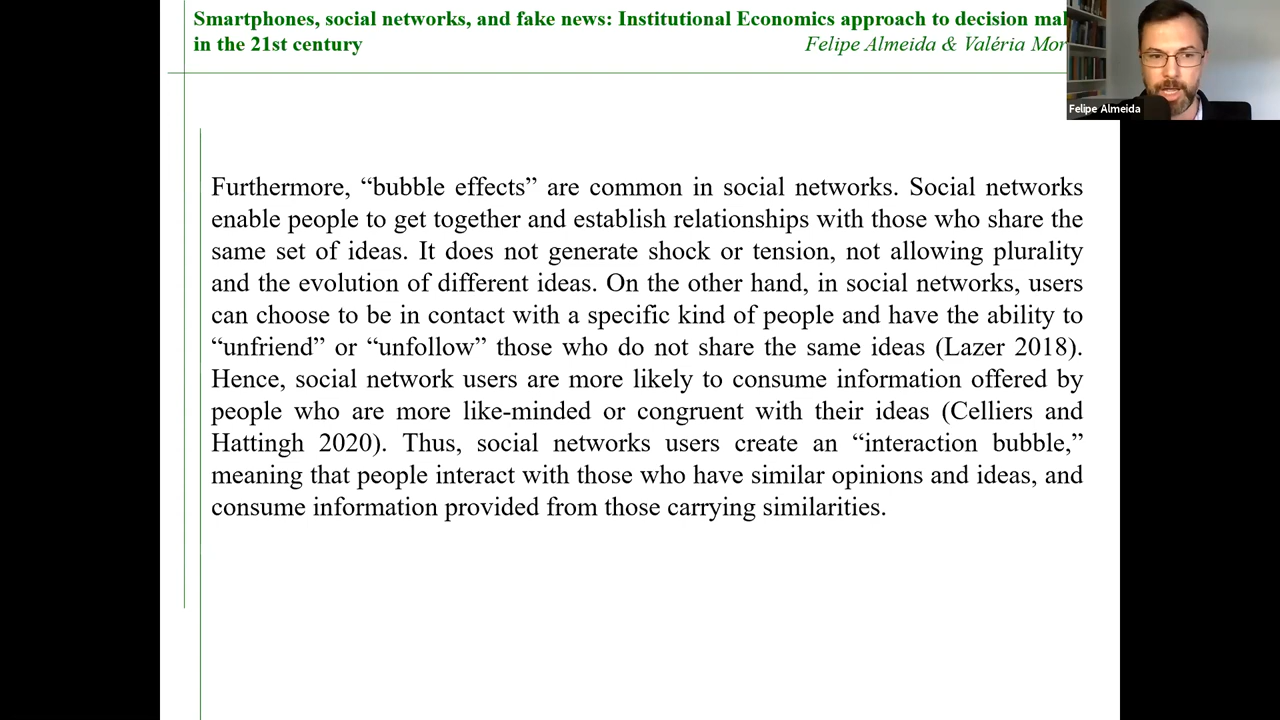 Smartphones, social networks, and fake news: Institutional Economics approach to decision
in the 21st century
Felipe Almeida & Valéria
Felipe Almeida
Furthermore, “bubble effects” are common in social networks. Social networks
enable people to get together and establish relationships with those who share the
same set of ideas. It does not generate shock or tension, not allowing plurality
and the evolution of different ideas. On the other hand, in social networks, users
can choose to be in contact with a specific kind of people and have the ability to
“unfriend” or “unfollow” those who do not share the same ideas (Lazer 2018).
Hence, social network users are more likely to consume information offered by
people who are more like-minded or congruent with their ideas (Celliers and
Hattingh 2020). Thus, social networks users create an “interaction bubble,”
meaning that people interact with those who have similar opinions and ideas, and
consume information provided from those carrying similarities.